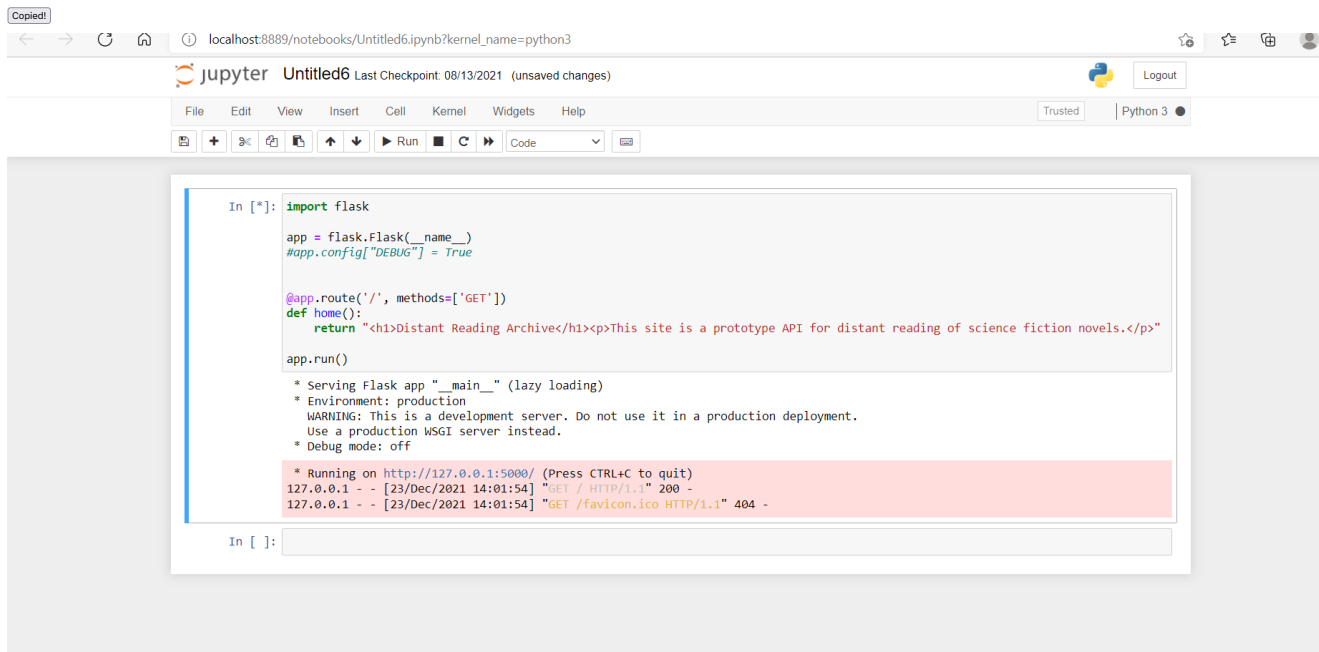 Copied!
localhost:8889/notebooks/Untitled6.ipynb?kernel_name=python3
jupyter Untitled6 Last Checkpoint: 08/13/2021 (unsaved changes)
Logout
File Edit View Insert Cell Kernel Widgets Help
Trusted
Python 3
Run
Code
In [*]:
import flask
app = flask.Flask(__name__)
#app.config["DEBUG"] = True
@app.route('/', methods=['GET'])
def home():
    return "<h1>Distant Reading Archive</h1><p>This site is a prototype API for distant reading of science fiction novels.</p>"
app.run()
* Serving Flask app "__main__" (lazy loading)
* Environment: production
WARNING: This is a development server. Do not use it in a production deployment.
Use a production WSGI server instead.
* Debug mode: off
* Running on http://127.0.0.1:5000/ (Press CTRL+C to quit)
127.0.0.1 - - [23/Dec/2021 14:01:54] "GET / HTTP/1.1" 200 -
127.0.0.1 - - [23/Dec/2021 14:01:54] "GET /favicon.ico HTTP/1.1" 404 -
In [ ]: